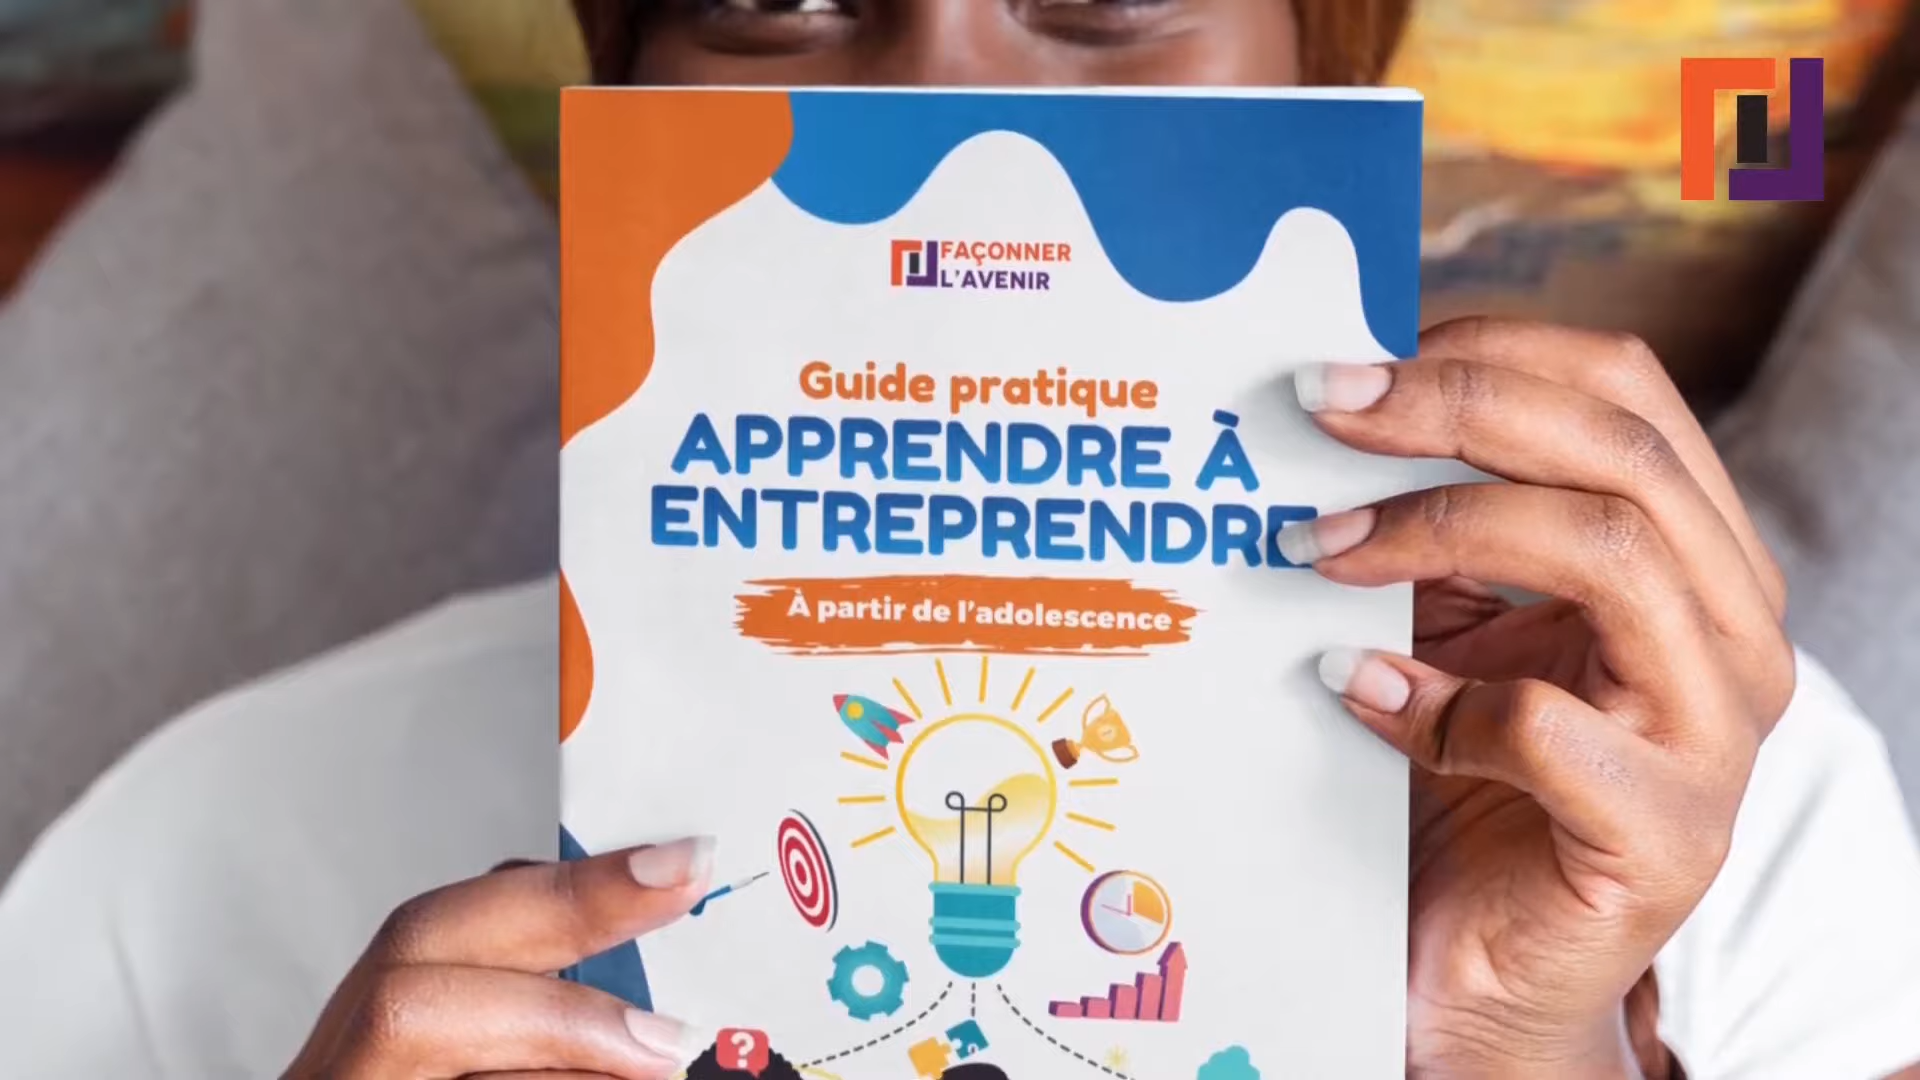 FAÇONNER
L'AVENIR
Guide pratique
APPRENDRE À
ENTREPRENDRE
À partir de l'adolescence
?